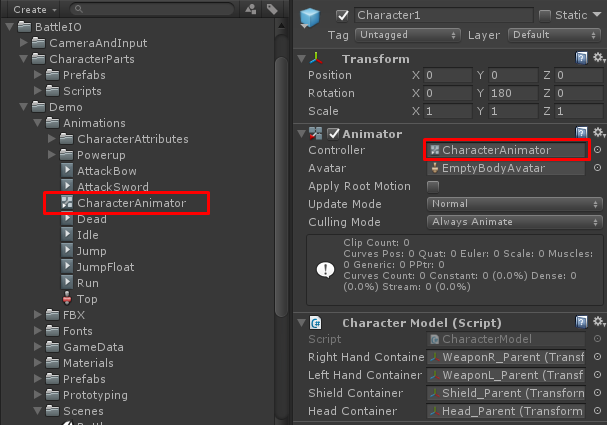 Create
BattleIO
CameraAndInput
CharacterParts
Prefabs
Scripts
Demo
Animations
CharacterAttributes
Powerup
AttackBow
AttackSword
CharacterAnimator
Dead
Idle
Jump
JumpFloat
Run
Top
FBX
Fonts
GameData
Materials
Prefabs
Prototyping
Scenes
Character1 Static
Tag Untagged Layer Default
Transform
Position X 0 Y 0 Z 0
Rotation X 0 Y 180 Z 0
Scale X 1 Y 1 Z 1
Animator
Controller CharacterAnimator
Avatar EmptyBodyAvatar
Apply Root Motion
Update Mode Normal
Culling Mode Always Animate
Clip Count: 0
Curves Pos: 0 Quat: 0 Euler: 0 Scale: 0 Muscles:
0 Generic: 0 PPtr: 0
Curves Count: 0 Constant: 0 (0.0%) Dense: 0
(0.0%) Stream: 0 (0.0%)
Character Model (Script)
Script CharacterModel
Right Hand Containe WeaponR_Parent (Transf
Left Hand Container WeaponL_Parent (Transf
Shield Container Shield_Parent (Transform
Head Container Head_Parent (Transform